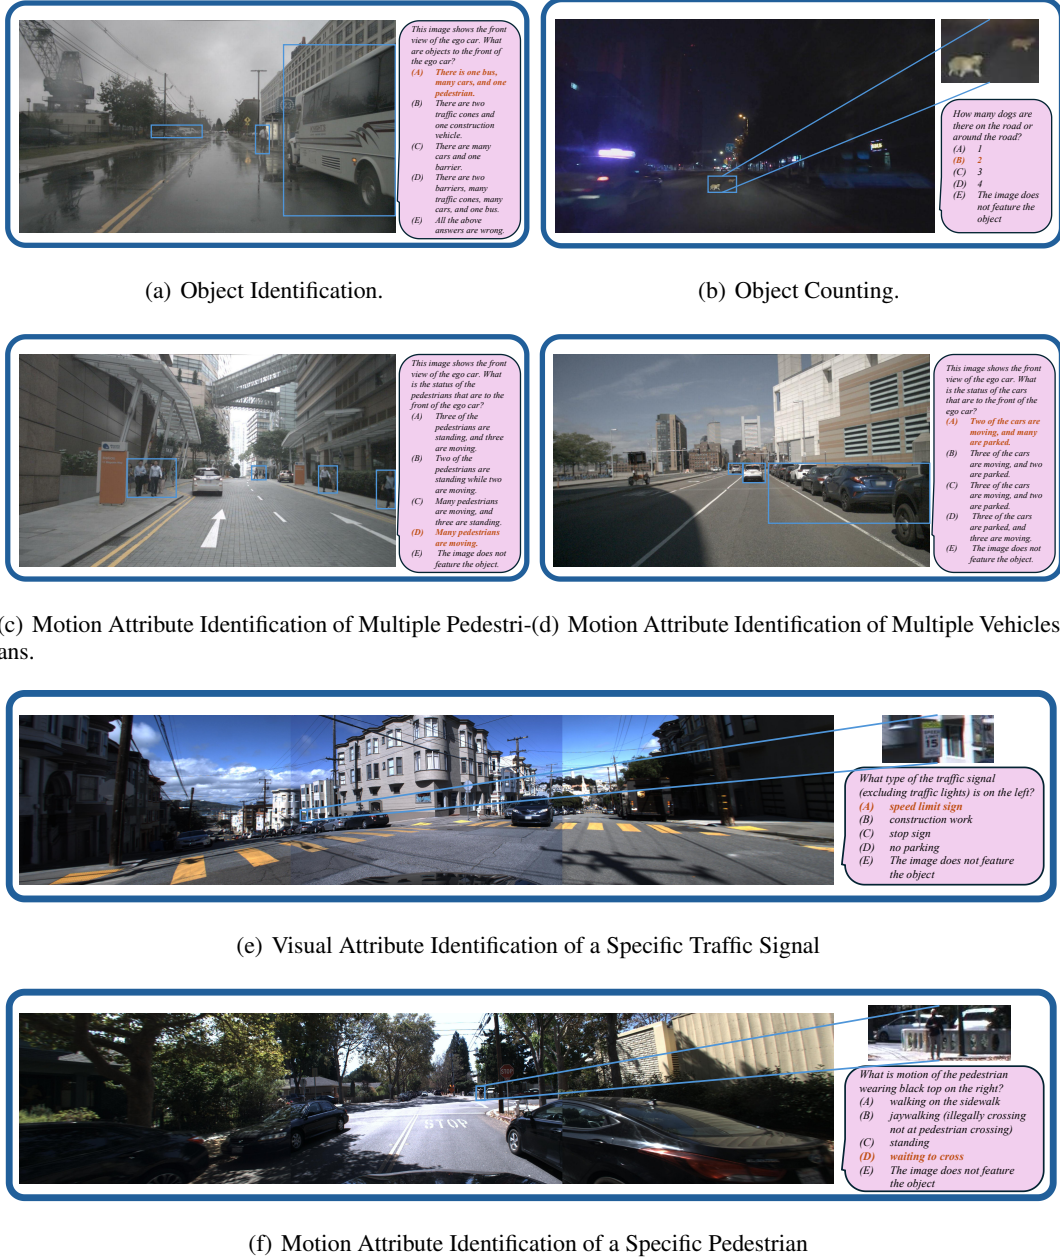 This image shows the front
view of the ego car. What
are objects to the front of
the ego car?
(A) There is one bus,
many cars, and one
pedestrian.
(B) There are two
traffic cones and
one construction
vehicle.
(C) There are many
cars and one
barrier.
(D) There are two
barriers, many
traffic cones, many
cars, and one bus.
(E) All the above
answers are wrong.
How many dogs are
there on the road or
around the road?
(A) 1
(B) 2
(C) 3
(D) 4
(E) The image does
not feature the
object
(a) Object Identification.
(b) Object Counting.
This image shows the front
view of the ego car. What
is the status of the
pedestrians that are to the
front of the ego car?
(A) Three of the
pedestrians are
standing, and three
are moving.
(B) Two of the
pedestrians are
standing while two
are moving.
(C) Many pedestrians
are moving, and
three are standing.
(D) Many pedestrians
are moving.
(E) The image does not
feature the object.
This image shows the front
view of the ego car. What
is the status of the cars
that are to the front of the
ego car?
(A) Two of the cars are
moving, and many
are parked.
(B) Three of the cars
are moving, and two
are parked.
(C) Three of the cars
are moving, and two
are parked.
(D) Three of the cars
are parked, and
three are moving.
(E) The image does not
feature the object.
(c) Motion Attribute Identification of Multiple Pedestri-
ans.
(d) Motion Attribute Identification of Multiple Vehicles
SPEED
LIMIT
15
What type of the traffic signal
(excluding traffic lights) is on the left?
(A) speed limit sign
(B) construction work
(C) stop sign
(D) no parking
(E) The image does not feature
the object
(e) Visual Attribute Identification of a Specific Traffic Signal
STOP
STOP
What is motion of the pedestrian
wearing black top on the right?
(A) walking on the sidewalk
(B) jaywalking (illegally crossing
not at pedestrian crossing)
(C) standing
(D) waiting to cross
(E) The image does not feature
the object
(f) Motion Attribute Identification of a Specific Pedestrian